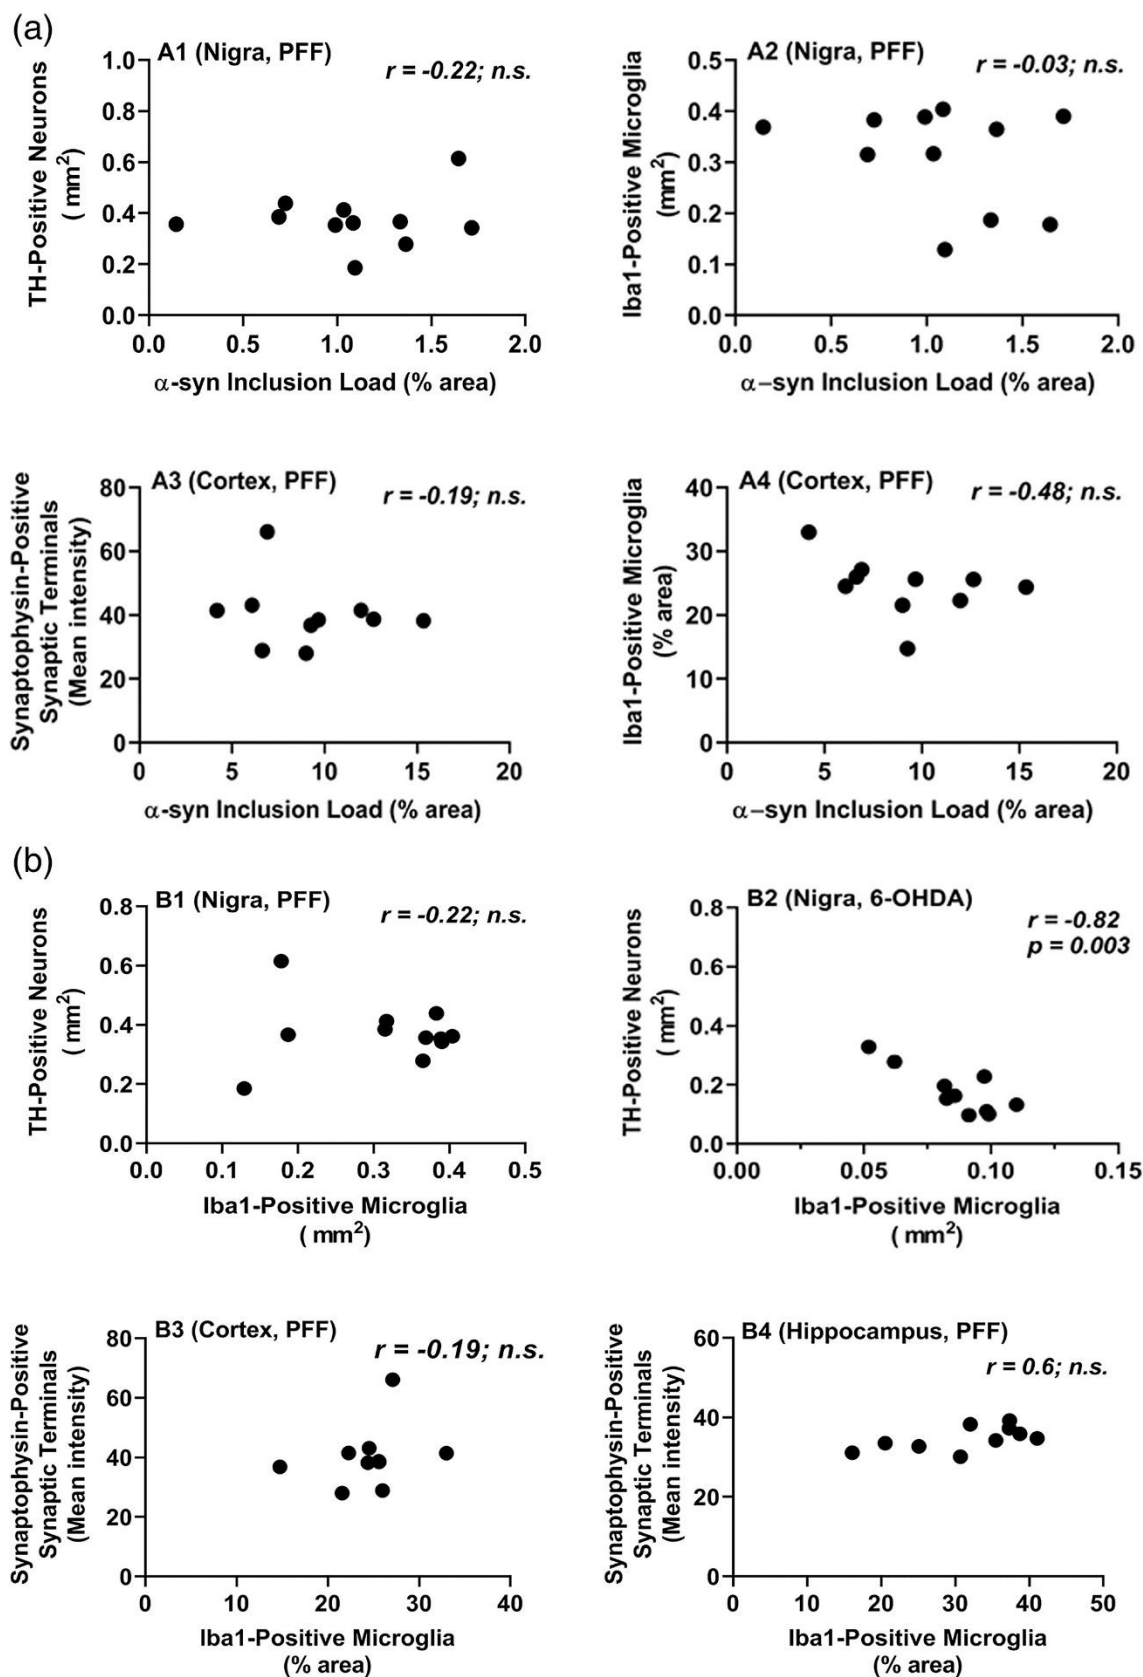 (a)
A1 (Nigra, PFF)
r = -0.22; n.s.
TH-Positive Neurons
( mm²)
1.0
0.8
0.6
0.4
0.2
0.0
0.0 0.5 1.0 1.5 2.0
α-syn Inclusion Load (% area)
A2 (Nigra, PFF)
r = -0.03; n.s.
Iba1-Positive Microglia
(mm²)
0.5
0.4
0.3
0.2
0.1
0.0
0.0 0.5 1.0 1.5 2.0
α–syn Inclusion Load (% area)
A3 (Cortex, PFF)
r = -0.19; n.s.
Synaptophysin-Positive
Synaptic Terminals
(Mean intensity)
80
60
40
20
0
0 5 10 15 20
α-syn Inclusion Load (% area)
A4 (Cortex, PFF)
r = -0.48; n.s.
Iba1-Positive Microglia
(% area)
40
30
20
10
0
0 5 10 15 20
α–syn Inclusion Load (% area)
(b)
B1 (Nigra, PFF)
r = -0.22; n.s.
TH-Positive Neurons
( mm²)
0.8
0.6
0.4
0.2
0.0
0.0 0.1 0.2 0.3 0.4 0.5
Iba1-Positive Microglia
( mm²)
B2 (Nigra, 6-OHDA)
r = -0.82
p = 0.003
TH-Positive Neurons
( mm²)
0.8
0.6
0.4
0.2
0.0
0.00 0.05 0.10 0.15
Iba1-Positive Microglia
( mm²)
B3 (Cortex, PFF)
r = -0.19; n.s.
Synaptophysin-Positive
Synaptic Terminals
(Mean intensity)
80
60
40
20
0
0 10 20 30 40
Iba1-Positive Microglia
(% area)
B4 (Hippocampus, PFF)
r = 0.6; n.s.
Synaptophysin-Positive
Synaptic Terminals
(Mean intensity)
60
40
20
0
0 10 20 30 40 50
Iba1-Positive Microglia
(% area)